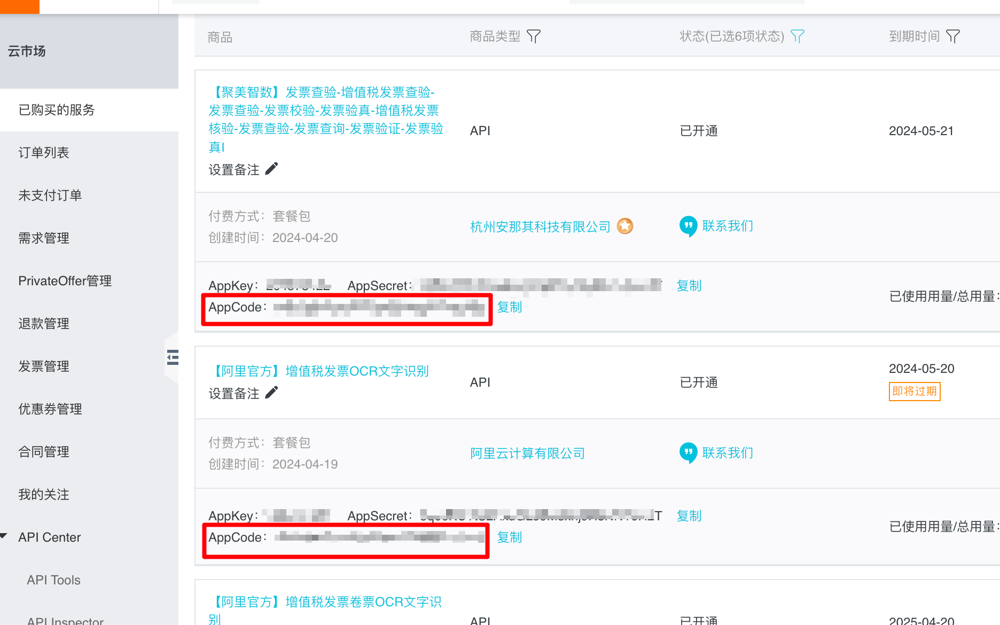 云市场
已购买的服务
订单列表
未支付订单
需求管理
PrivateOffer管理
退款管理
发票管理
优惠券管理
合同管理
我的关注
API Center
API Tools
API Inspector
商品
商品类型
状态(已选6项状态)
到期时间
【聚美智数】发票查验-增值税发票查验-
发票查验-发票校验-发票验真-增值税发票
核验-发票查验-发票查询-发票验证-发票验
真I
设置备注
API
已开通
2024-05-21
付费方式：套餐包
创建时间：2024-04-20
杭州安那其科技有限公司
联系我们
AppKey：
AppSecret：
复制
AppCode：
复制
已使用用量/总用量：
【阿里官方】增值税发票OCR文字识别
设置备注
API
已开通
2024-05-20
即将过期
付费方式：套餐包
创建时间：2024-04-19
阿里云计算有限公司
联系我们
AppKey：
AppSecret：
复制
AppCode：
复制
已使用用量/总用量：
【阿里官方】增值税发票卷票OCR文字识
别
API
已开通
2025-04-20